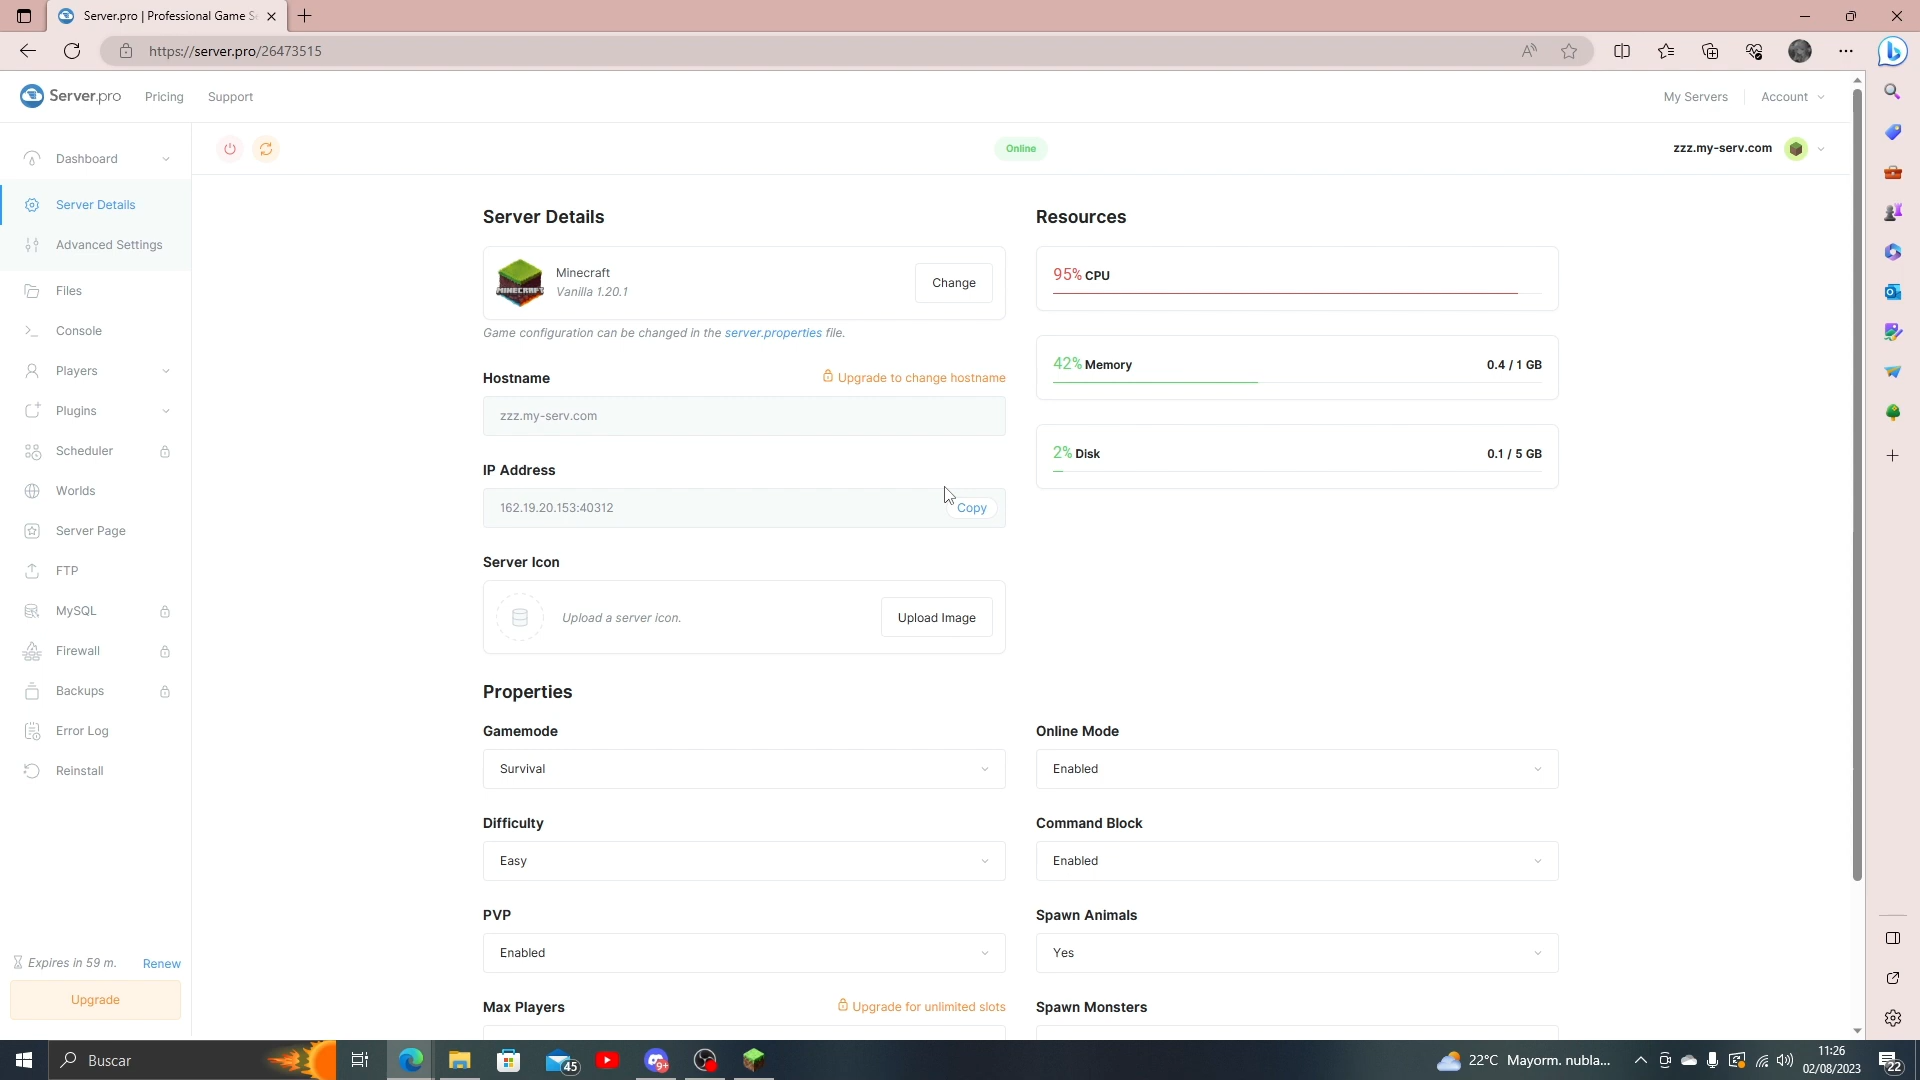 Server.pro | Professional Game S
https://server.pro/26473515
Server.pro
Pricing
Support
My Servers
Account
Dashboard
Server Details
Advanced Settings
Files
Console
Players
Plugins
Scheduler
Worlds
Server Page
FTP
MySQL
Firewall
Backups
Error Log
Reinstall
Expires in 59 m.
Renew
Upgrade
Online
zzz.my-serv.com
Server Details
Minecraft
Vanilla 1.20.1
Change
Game configuration can be changed in the server.properties file.
Hostname
Upgrade to change hostname
zzz.my-serv.com
IP Address
162.19.20.153:40312
Copy
Server Icon
Upload a server icon.
Upload Image
Resources
95% CPU
42% Memory
0.4 / 1 GB
2% Disk
0.1 / 5 GB
Properties
Gamemode
Survival
Online Mode
Enabled
Difficulty
Easy
Command Block
Enabled
PVP
Enabled
Spawn Animals
Yes
Max Players
Upgrade for unlimited slots
Spawn Monsters
Buscar
45
9+
22°C Mayorm. nubla...
11:26
02/08/2023
22